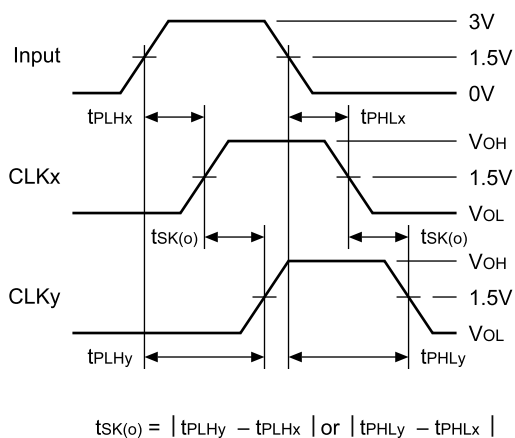 3V
Input
1.5V
0V
tPLHx
tPHLx
VOH
CLKx
1.5V
VOL
tSK(o)
tSK(o)
VOH
CLKy
1.5V
VOL
tPLHy
tPHLy
tSK(o) = |tPLHy – tPLHx| or |tPHLy – tPHLx|